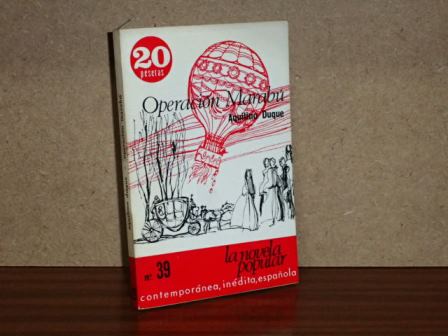 20
pesetas
Operación Marabú
Aquilino Duque
nº 39
la novela
popular
contemporánea, inédita, española